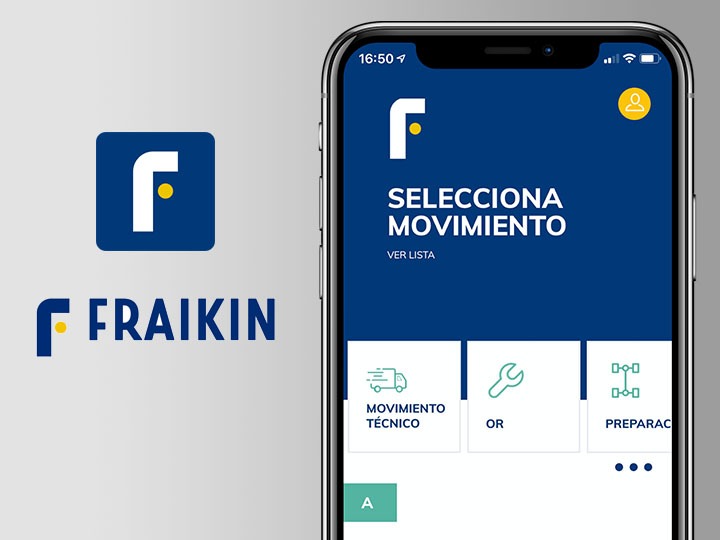 F
F FRAIKIN
16:50
F
SELECCIONA
MOVIMIENTO
VER LISTA
MOVIMIENTO
TÉCNICO
OR
PREPARAC
A